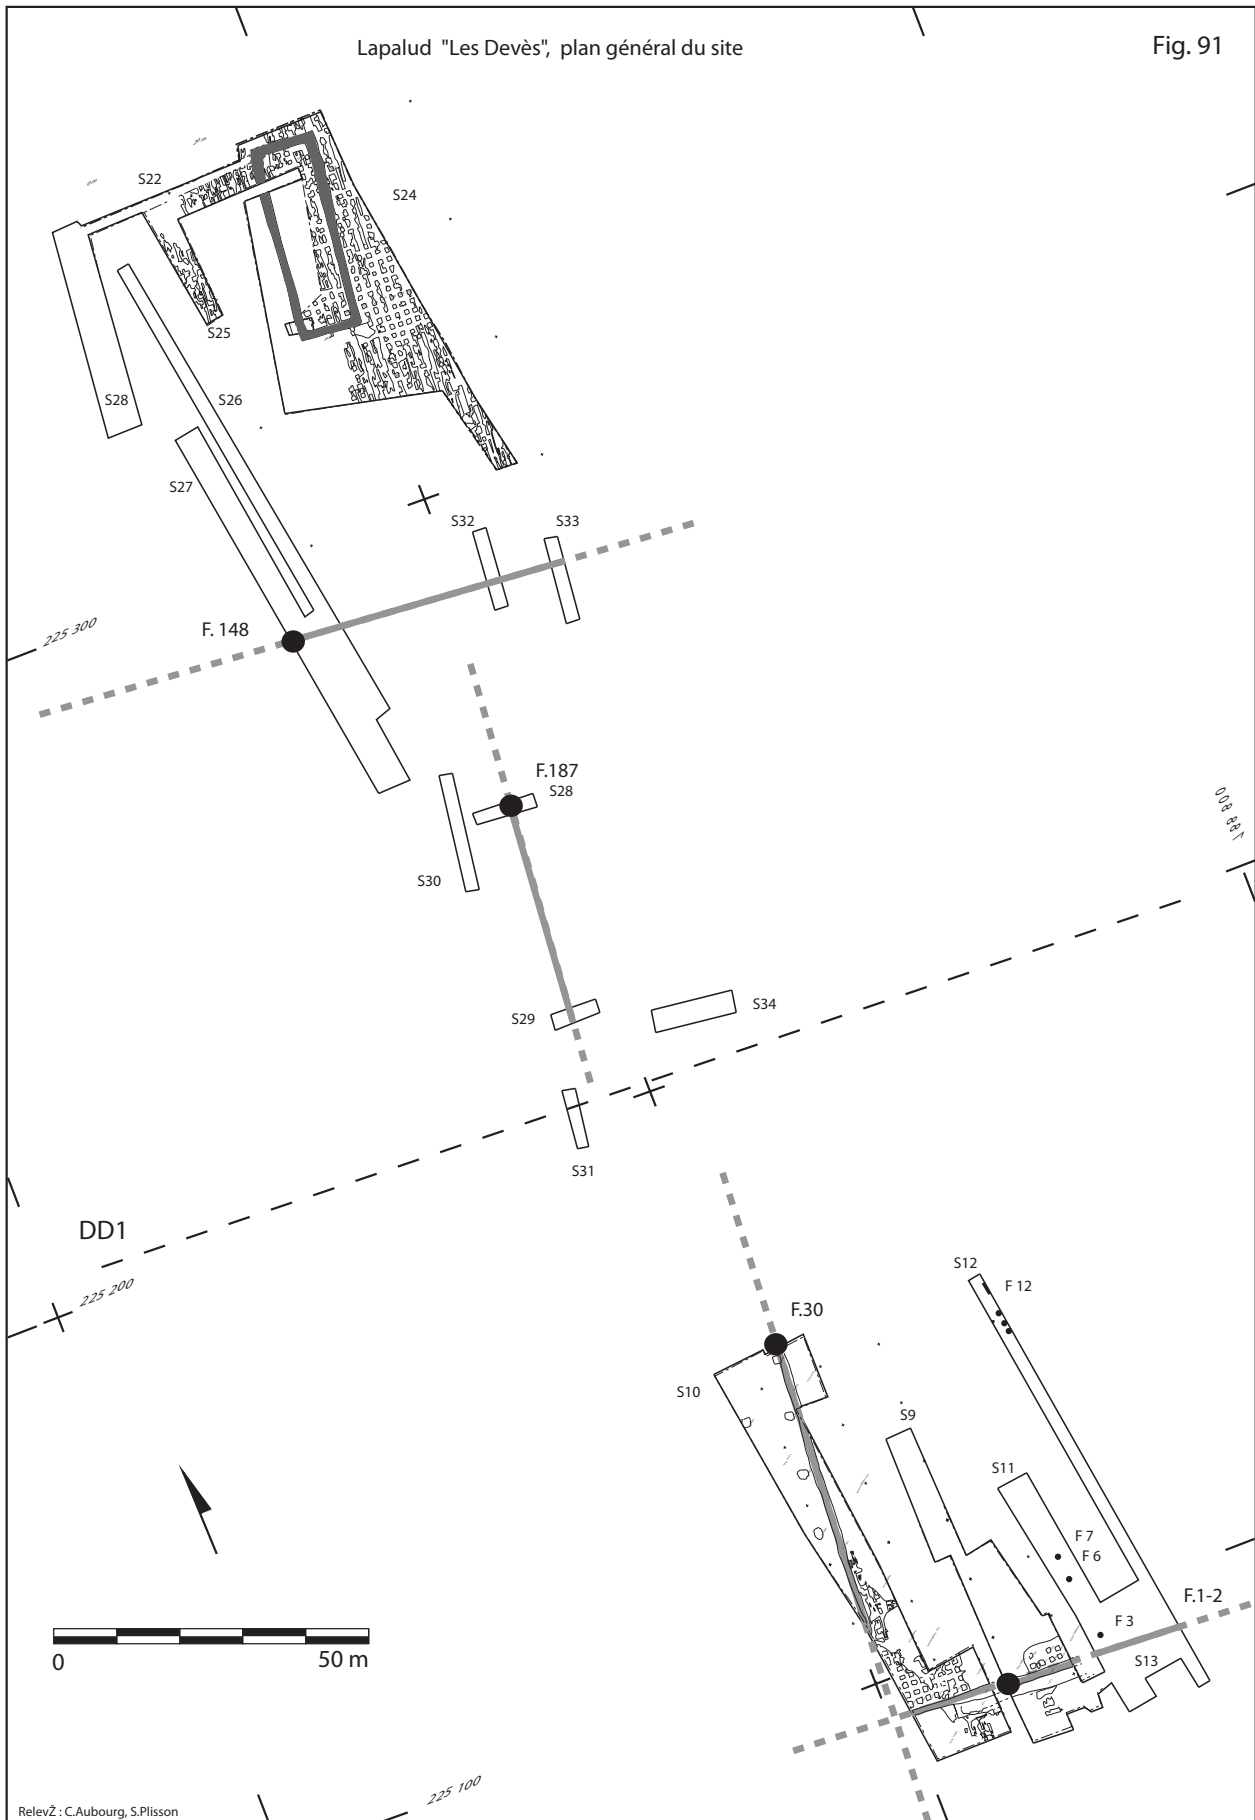 Lapalud "Les Devès", plan général du site
Fig. 91
S22
S24
S25
S28
S26
S27
S32
S33
225 300
F. 148
F.187
S28
S30
188 800
S29
S34
S31
DD1
225 200
S12
F 12
F.30
S10
S9
S11
F 7
F 6
F.1-2
F 3
S13
0
50 m
225 100
RelevŽ : C.Aubourg, S.Plisson